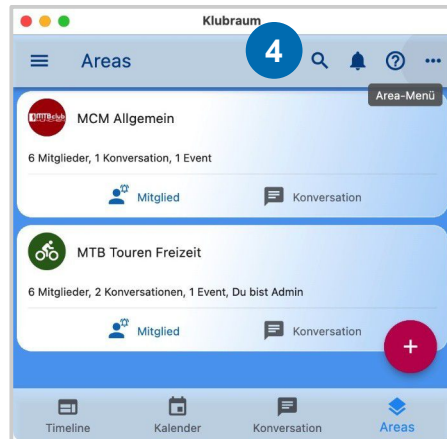 Klubraum
Areas
4
Area-Menü
MTBclub
MCM Allgemein
6 Mitglieder, 1 Konversation, 1 Event
Mitglied Konversation
MTB Touren Freizeit
6 Mitglieder, 2 Konversationen, 1 Event, Du bist Admin
Mitglied Konversation
Timeline Kalender Konversation Areas